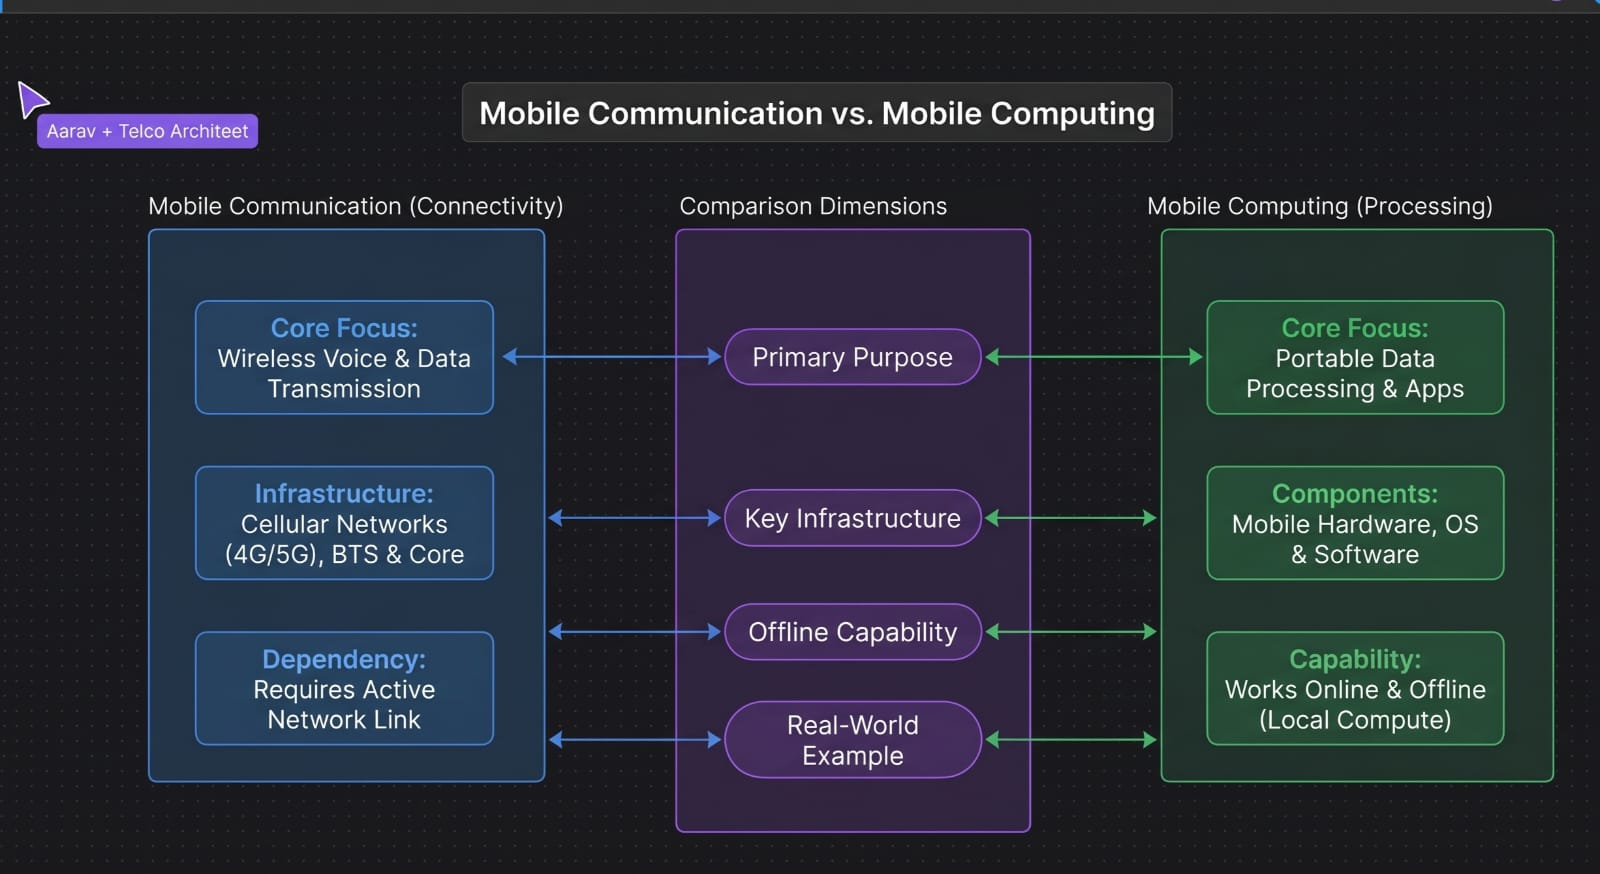 Aarav + Telco Architeet
Mobile Communication vs. Mobile Computing
Mobile Communication (Connectivity)
Core Focus:
Wireless Voice & Data
Transmission
Infrastructure:
Cellular Networks
(4G/5G), BTS & Core
Dependency:
Requires Active
Network Link
Comparison Dimensions
Primary Purpose
Key Infrastructure
Offline Capability
Real-World
Example
Mobile Computing (Processing)
Core Focus:
Portable Data
Processing & Apps
Components:
Mobile Hardware, OS
& Software
Capability:
Works Online & Offline
(Local Compute)